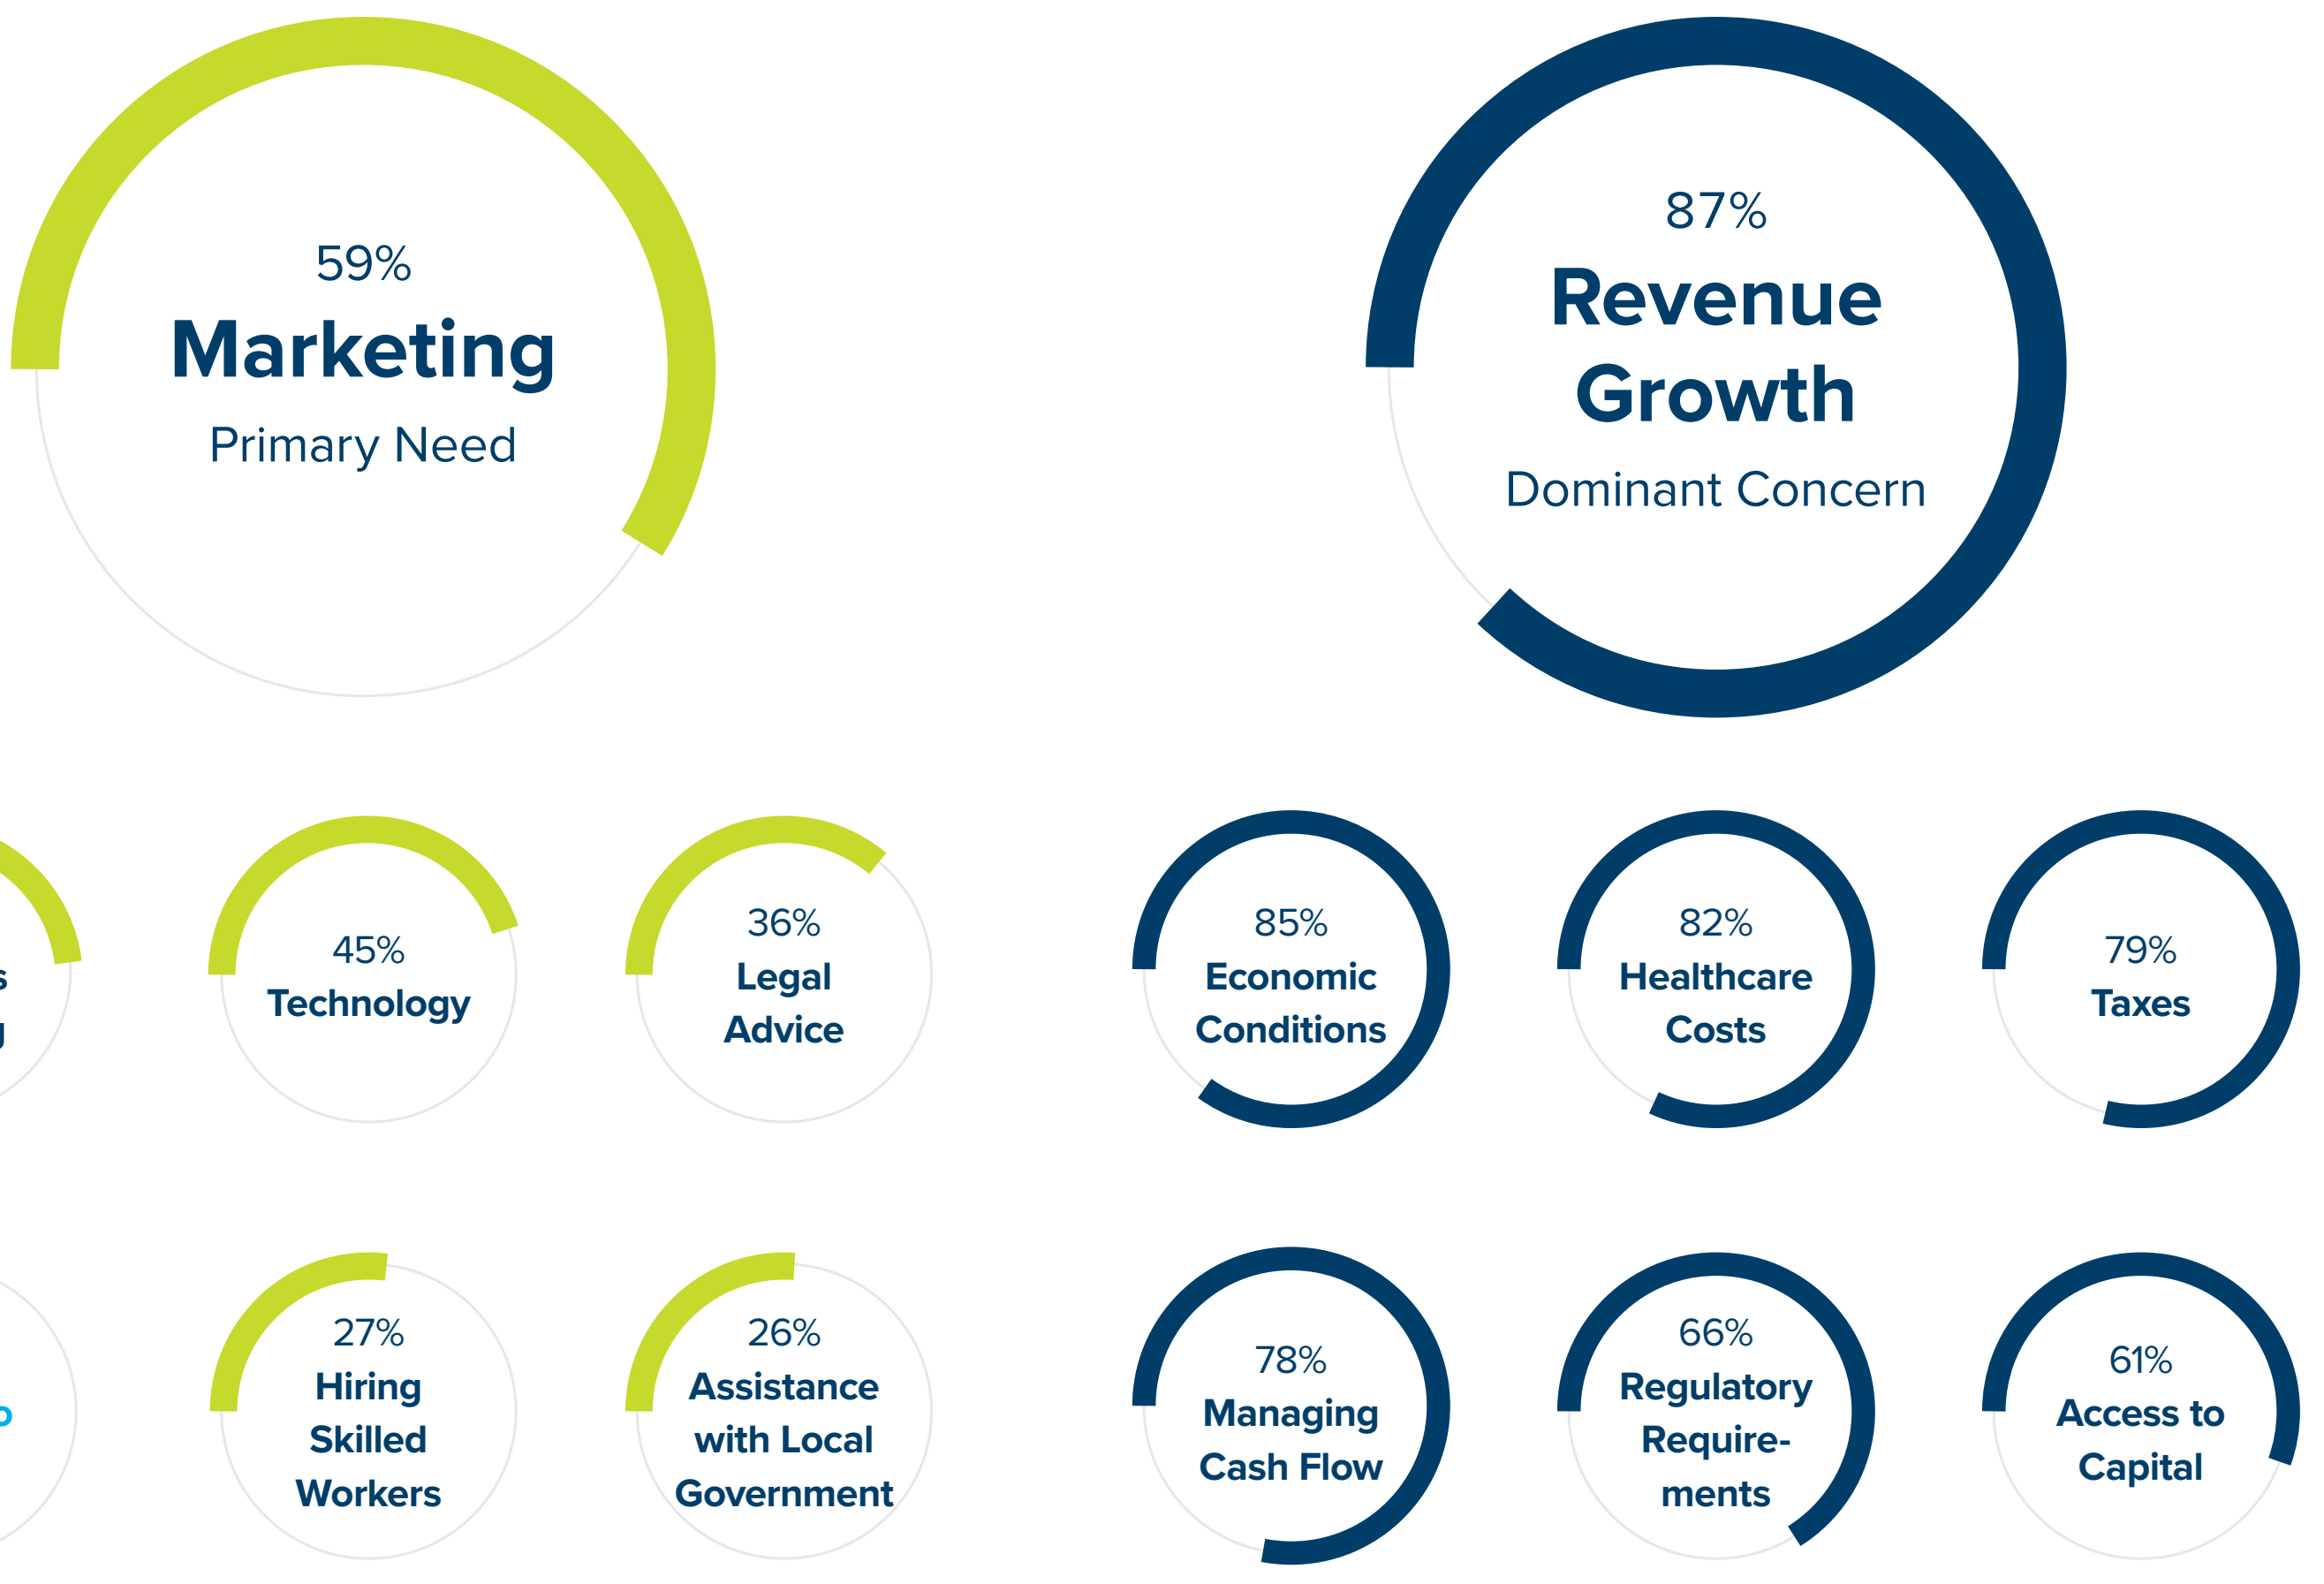 59%
Marketing
Primary Need
87%
Revenue
Growth
Dominant Concern
45%
Technology
36%
Legal
Advice
85%
Economic
Conditions
82%
Healthcare
Costs
79%
Taxes
27%
Hiring
Skilled
Workers
26%
Assistance
with Local
Government
78%
Managing
Cash Flow
66%
Regulatory
Require-
ments
61%
Access to
Capital